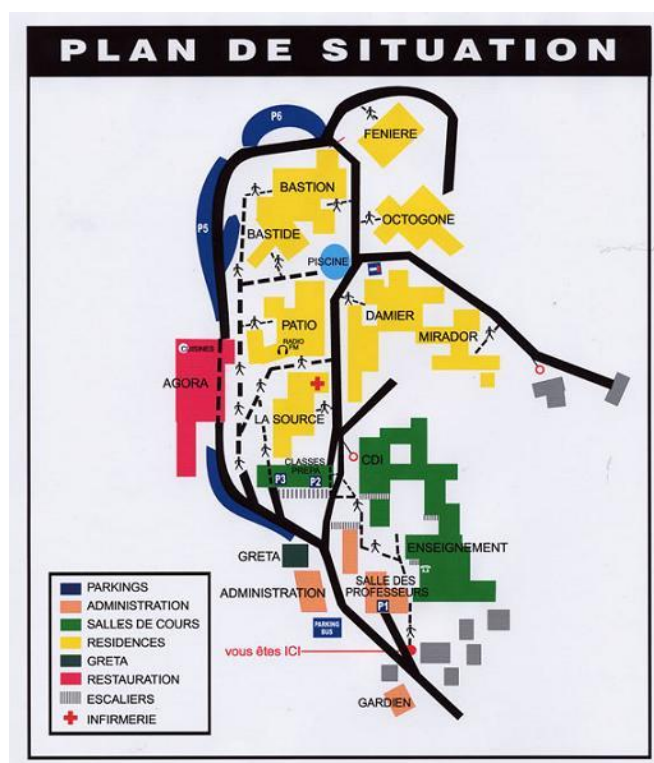 PLAN DE SITUATION
P6
FENIERE
BASTION
P5
OCTOGONE
BASTIDE
PISCINE
PATIO
DAMIER
RADIO
FM
MIRADOR
CUISINES
AGORA
LA SOURCE
CLASSES
PREPA
CDI
P3
P2
ENSEIGNEMENT
GRETA
ADMINISTRATION
SALLE DES
PROFESSEURS
P1
PARKING
BUS
vous êtes ICI
GARDIEN
PARKINGS
ADMINISTRATION
SALLES DE COURS
RESIDENCES
GRETA
RESTAURATION
ESCALIERS
INFIRMERIE